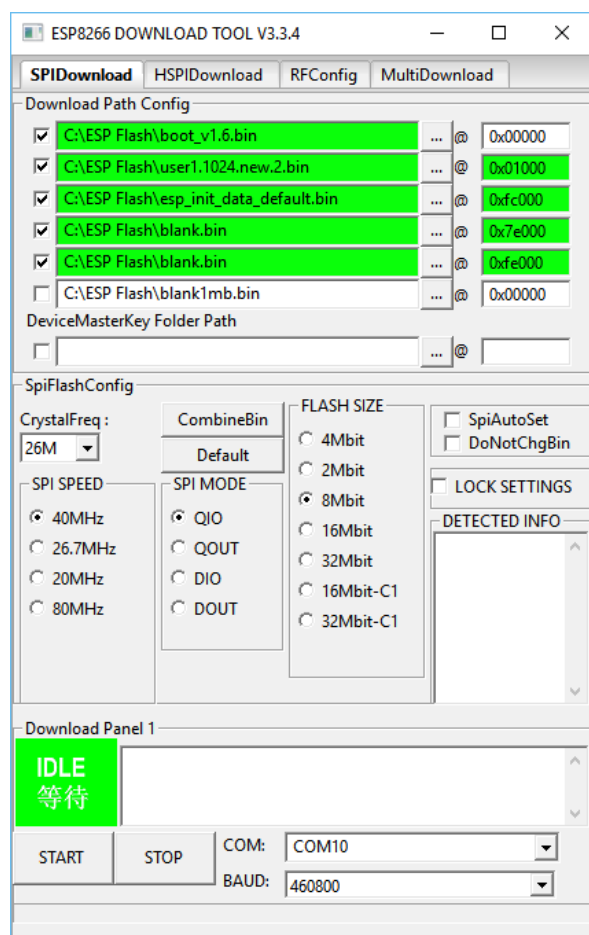 ESP8266 DOWNLOAD TOOL V3.3.4
SPIDownload HSPIDownload RFConfig MultiDownload
Download Path Config
C:\ESP Flash\boot_v1.6.bin ... @ 0x00000
C:\ESP Flash\user1.1024.new.2.bin ... @ 0x01000
C:\ESP Flash\esp_init_data_default.bin ... @ 0xfc000
C:\ESP Flash\blank.bin ... @ 0x7e000
C:\ESP Flash\blank.bin ... @ 0xfe000
C:\ESP Flash\blank1mb.bin ... @ 0x00000
DeviceMasterKey Folder Path
... @
SpiFlashConfig
CrystalFreq :
26M
CombineBin
Default
SPI SPEED
40MHz
26.7MHz
20MHz
80MHz
SPI MODE
QIO
QOUT
DIO
DOUT
FLASH SIZE
4Mbit
2Mbit
8Mbit
16Mbit
32Mbit
16Mbit-C1
32Mbit-C1
SpiAutoSet
DoNotChgBin
LOCK SETTINGS
DETECTED INFO
Download Panel 1
IDLE
等待
START STOP
COM: COM10
BAUD: 460800